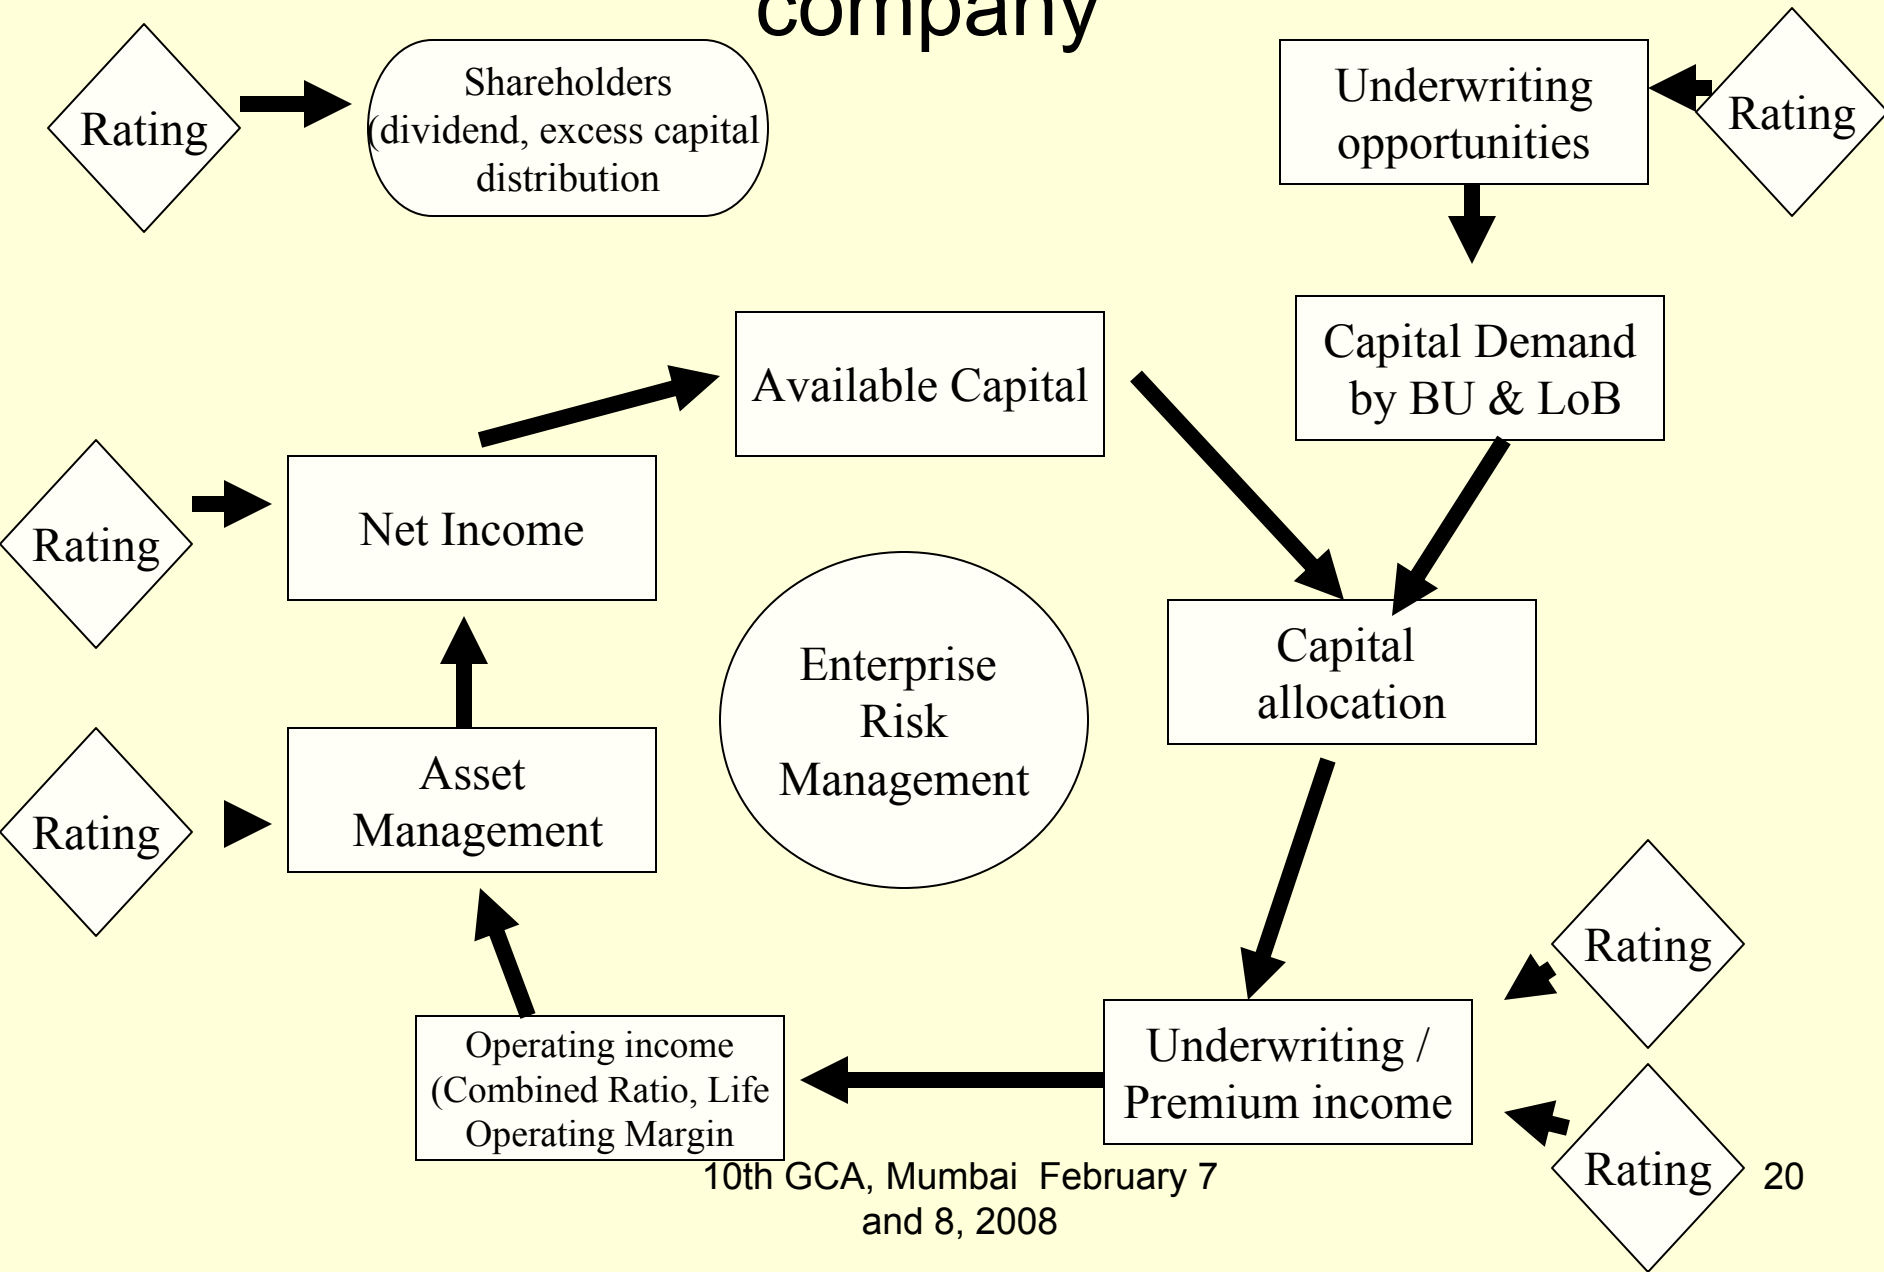 company
Rating
Shareholders
(dividend, excess capital
distribution
Underwriting
opportunities
Rating
Available Capital
Capital Demand
by BU & LoB
Rating
Net Income
Enterprise
Risk
Management
Capital
allocation
Rating
Asset
Management
Rating
Operating income
(Combined Ratio, Life
Operating Margin
Underwriting /
Premium income
Rating
10th GCA, Mumbai  February 7
and 8, 2008
20